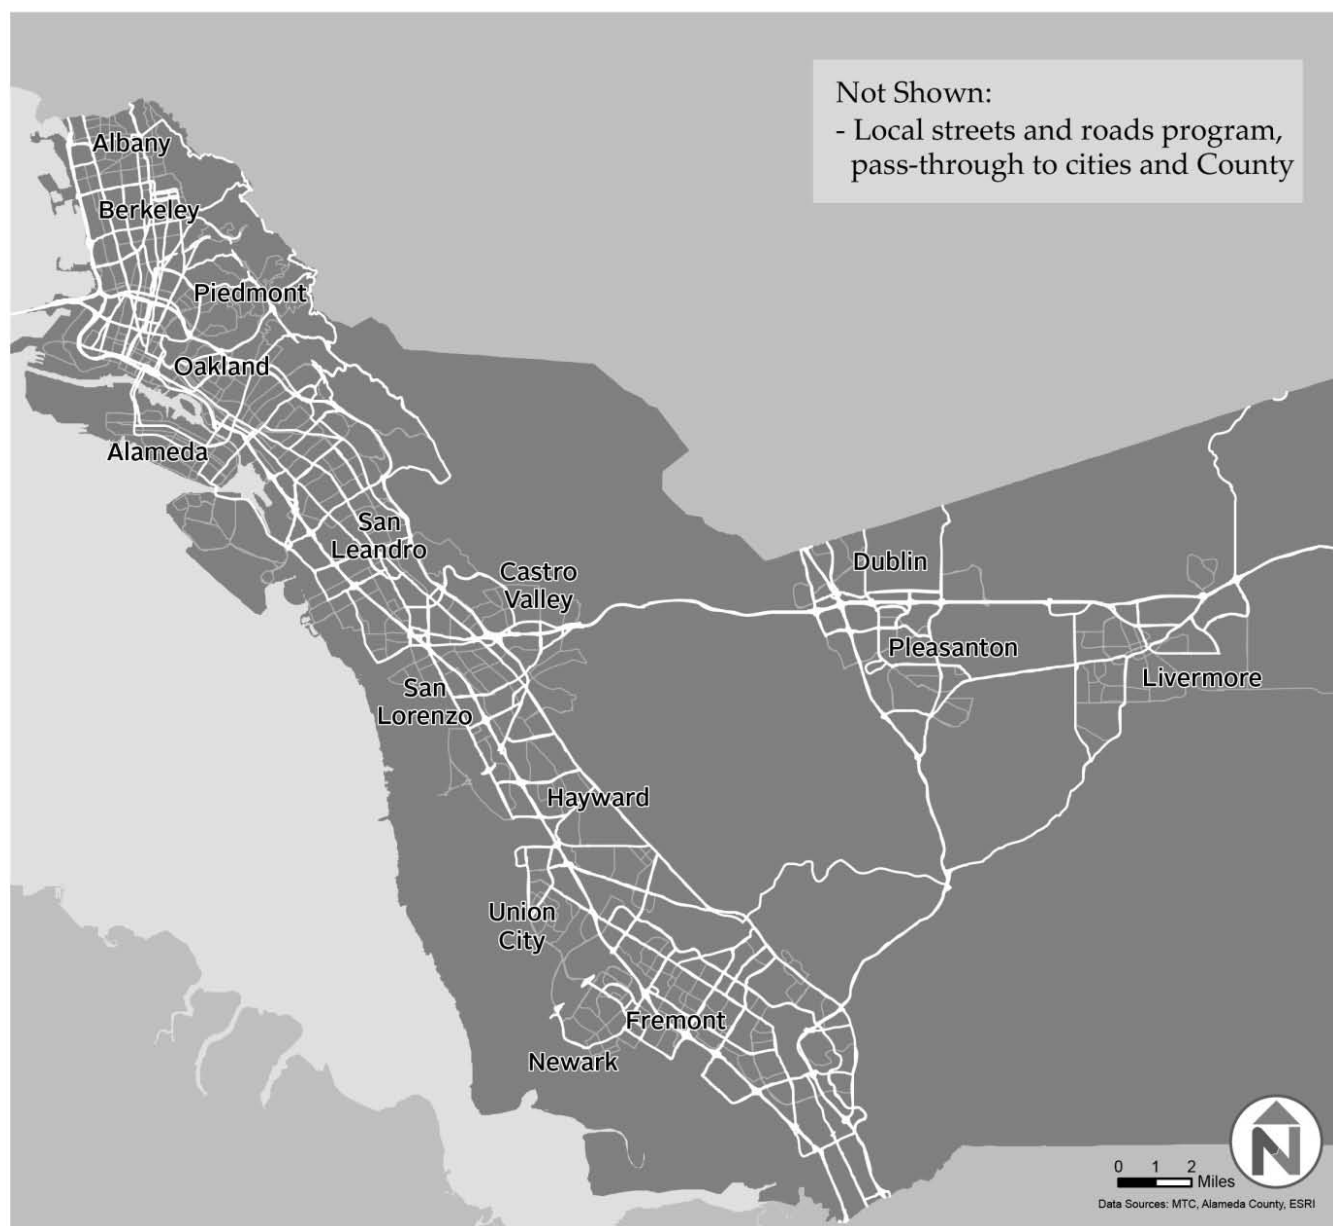 Not Shown:
- Local streets and roads program,
pass-through to cities and County
Albany
Berkeley
Piedmont
Oakland
Alameda
San
Leandro
Castro
Valley
Dublin
Pleasanton
Livermore
San
Lorenzo
Hayward
Union
City
Fremont
Newark
N
0 1 2
Miles
Data Sources: MTC, Alameda County, ESRI